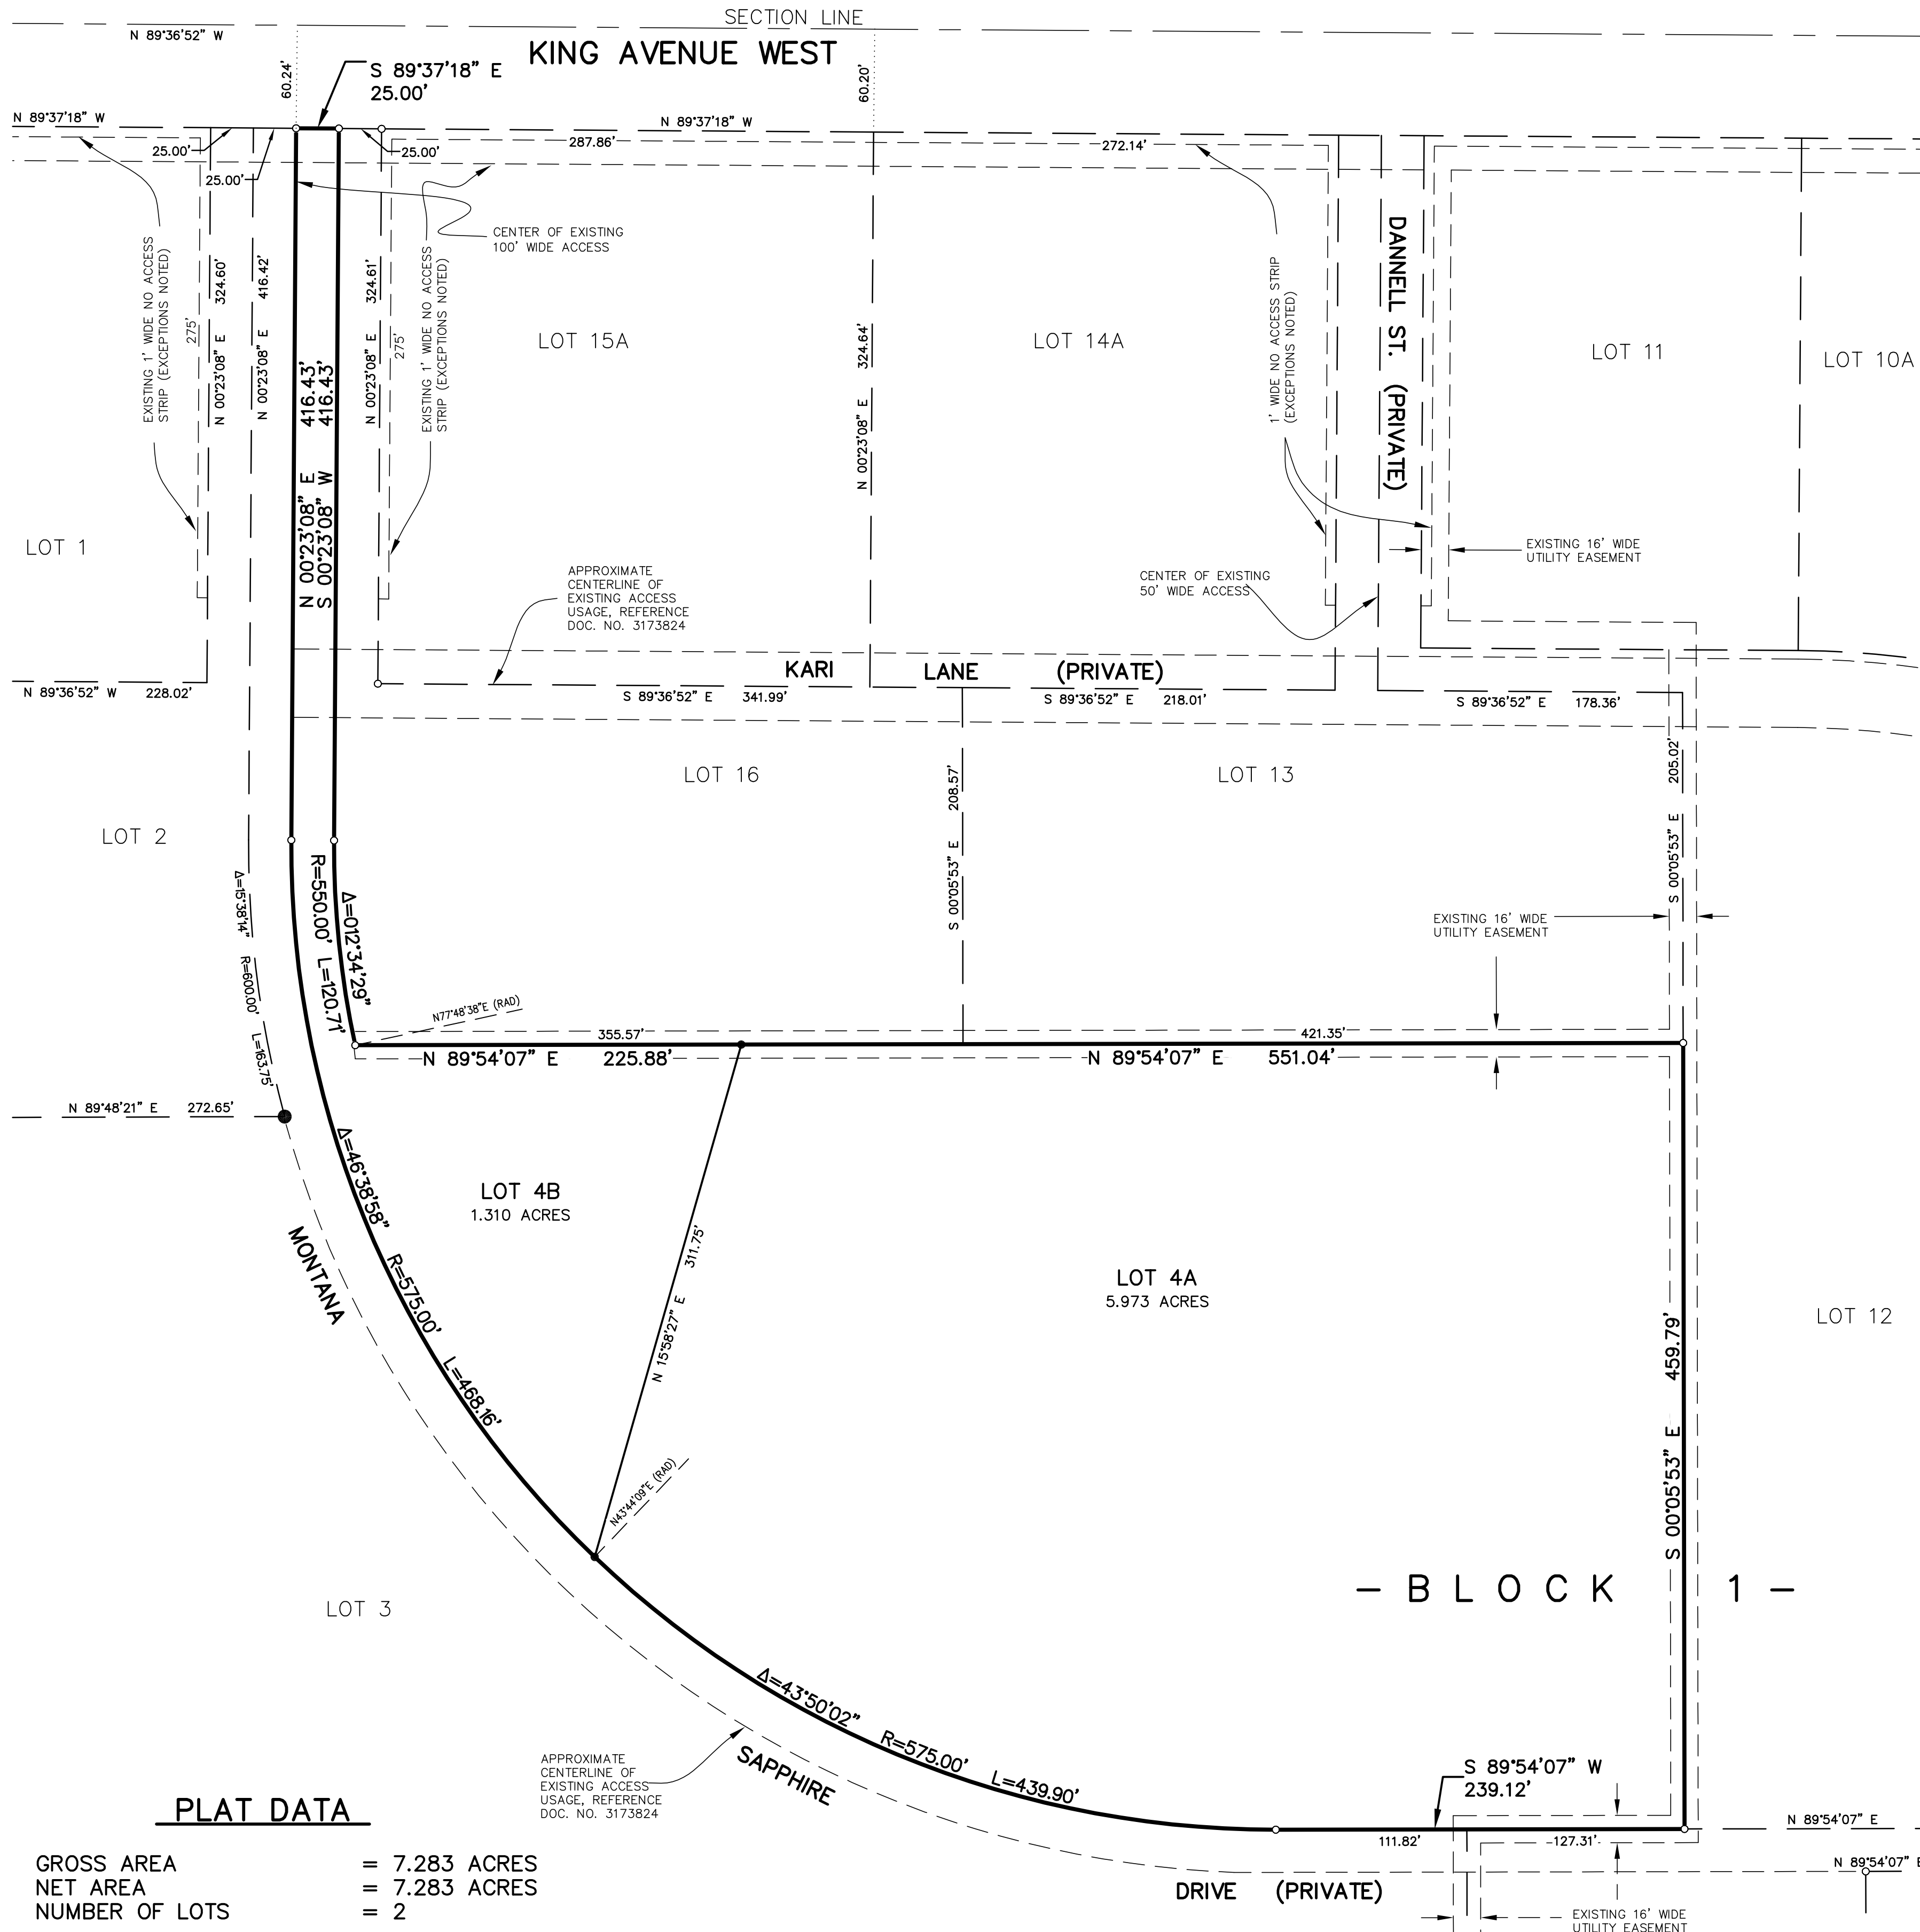 SECTION LINE
N 89°36'52" W
KING AVENUE WEST
S 89°37'18" E
25.00'
60.24'
60.20'
N 89°37'18" W
N 89°37'18" W
25.00'
25.00'
25.00'
287.86'
272.14'
CENTER OF EXISTING
100' WIDE ACCESS
EXISTING 1' WIDE NO ACCESS
STRIP (EXCEPTIONS NOTED)
275'
N 00°23'08" E 324.60'
N 00°23'08" E 416.42'
N 00°23'08" E 416.43'
S 00°23'08" W 416.43'
N 00°23'08" E 324.61'
275'
EXISTING 1' WIDE NO ACCESS
STRIP (EXCEPTIONS NOTED)
LOT 15A
N 00°23'08" E 324.64'
LOT 14A
1' WIDE NO ACCESS STRIP
(EXCEPTIONS NOTED)
DANNELL ST. (PRIVATE)
LOT 11
LOT 10A
LOT 1
APPROXIMATE
CENTERLINE OF
EXISTING ACCESS
USAGE, REFERENCE
DOC. NO. 3173824
CENTER OF EXISTING
50' WIDE ACCESS
EXISTING 16' WIDE
UTILITY EASEMENT
KARI LANE (PRIVATE)
N 89°36'52" W 228.02'
S 89°36'52" E 341.99'
S 89°36'52" E 218.01'
S 89°36'52" E 178.36'
LOT 2
LOT 16
S 00°05'53" E 208.57'
LOT 13
S 00°05'53" E 205.02'
Δ=15°38'14" R=600.00' L=163.75'
R=550.00' L=120.71'
Δ=012°34'29"
EXISTING 16' WIDE
UTILITY EASEMENT
N77°48'38"E (RAD)
355.57'
421.35'
N 89°54'07" E 225.88'
N 89°54'07" E 551.04'
N 89°48'21" E 272.65'
Δ=46°38'58" R=575.00' L=468.16'
LOT 4B
1.310 ACRES
N 15°58'27" E 311.75'
LOT 4A
5.973 ACRES
S 00°05'53" E 459.79'
LOT 12
MONTANA
N43°44'09"E (RAD)
- B L O C K 1 -
LOT 3
Δ=43°50'02" R=575.00' L=439.90'
SAPPHIRE
APPROXIMATE
CENTERLINE OF
EXISTING ACCESS
USAGE, REFERENCE
DOC. NO. 3173824
S 89°54'07" W
239.12'
111.82'
127.31'
N 89°54'07" E
N 89°54'07" E
DRIVE (PRIVATE)
EXISTING 16' WIDE
UTILITY EASEMENT
PLAT DATA
GROSS AREA = 7.283 ACRES
NET AREA = 7.283 ACRES
NUMBER OF LOTS = 2